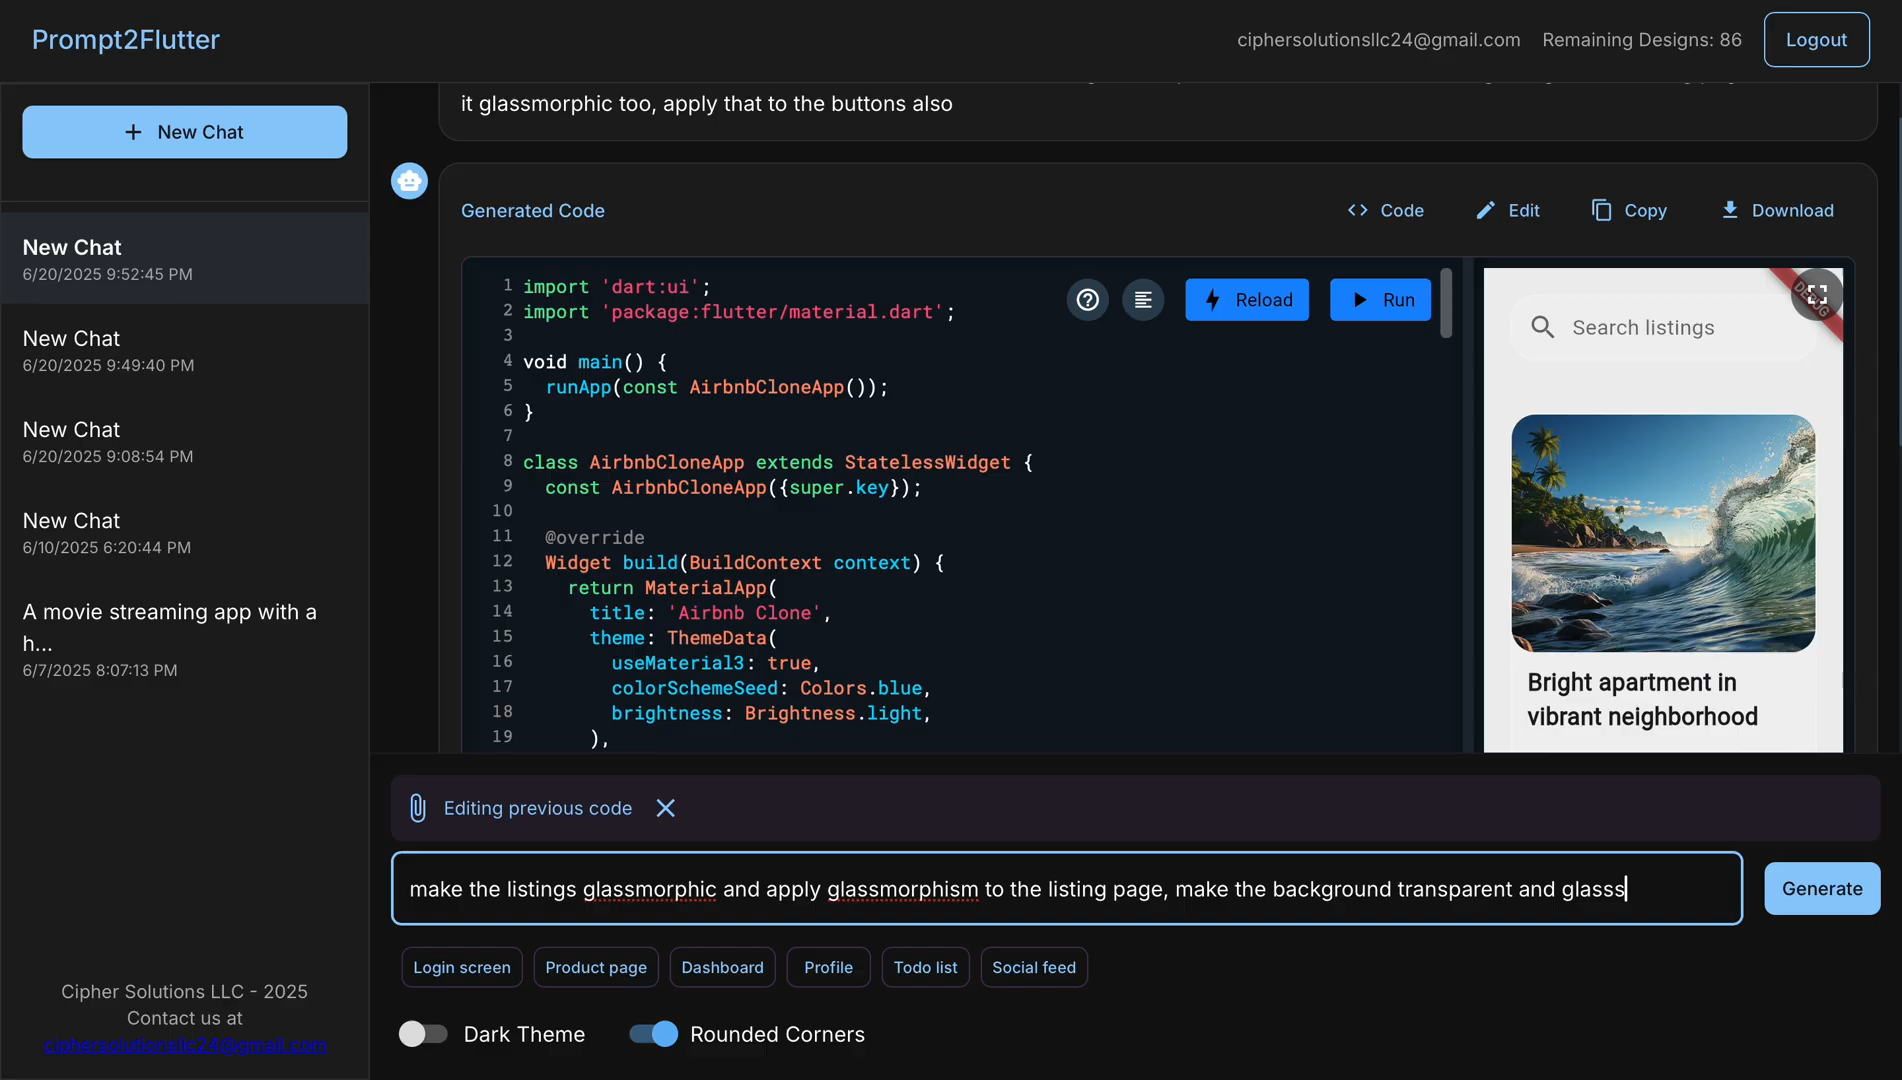 Prompt2Flutter
ciphersolutionsllc24@gmail.com
Remaining Designs: 86
Logout
New Chat
New Chat
6/20/2025 9:52:45 PM
New Chat
6/20/2025 9:49:40 PM
New Chat
6/20/2025 9:08:54 PM
New Chat
6/10/2025 6:20:44 PM
A movie streaming app with a
h...
6/7/2025 8:07:13 PM
Cipher Solutions LLC - 2025
Contact us at
ciphersolutionsllc24@gmail.com
it glassmorphic too, apply that to the buttons also
Generated Code
Code
Edit
Copy
Download
Reload
Run
1 import 'dart:ui';
2 import 'package:flutter/material.dart';
3
4 void main() {
5 runApp(const AirbnbCloneApp());
6 }
7
8 class AirbnbCloneApp extends StatelessWidget {
9 const AirbnbCloneApp({super.key});
10
11 @override
12 Widget build(BuildContext context) {
13 return MaterialApp(
14 title: 'Airbnb Clone',
15 theme: ThemeData(
16 useMaterial3: true,
17 colorSchemeSeed: Colors.blue,
18 brightness: Brightness.light,
19 ),
DEBUG
Search listings
Bright apartment in
vibrant neighborhood
Editing previous code
make the listings glassmorphic and apply glassmorphism to the listing page, make the background transparent and glasss
Generate
Login screen
Product page
Dashboard
Profile
Todo list
Social feed
Dark Theme
Rounded Corners